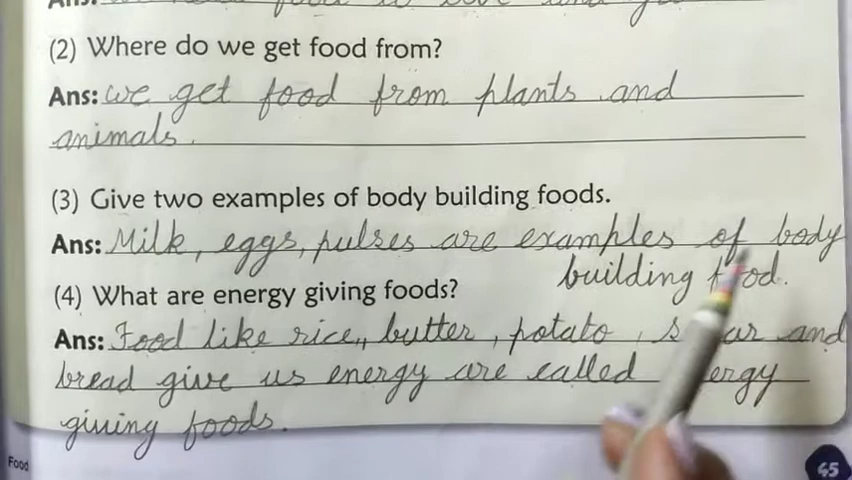 Ans:
(2) Where do we get food from?
Ans: we get food from plants and
animals.
(3) Give two examples of body building foods.
Ans: Milk, eggs, pulses are examples of body
building food.
(4) What are energy giving foods?
Ans: Food like rice, butter, potato, and
bread give us energy are called
giving foods.
Food
45